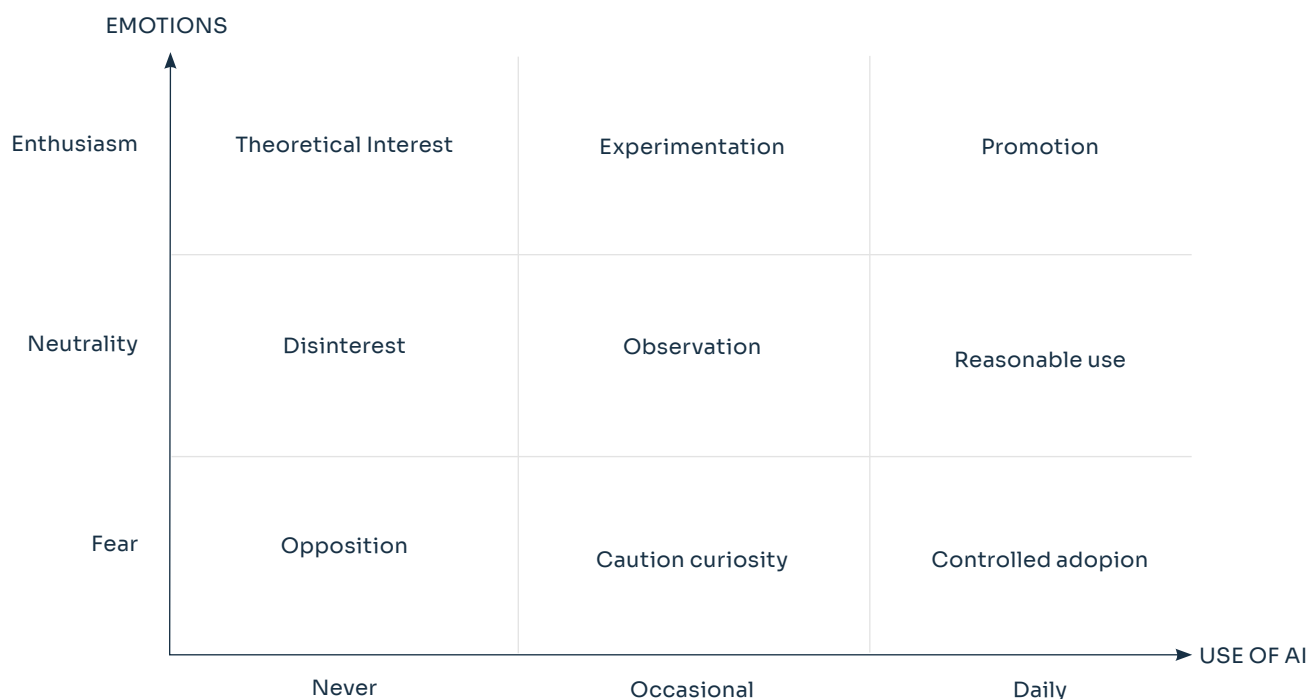 EMOTIONS
Enthusiasm
Theoretical Interest
Experimentation
Promotion
Neutrality
Disinterest
Observation
Reasonable use
Fear
Opposition
Caution curiosity
Controlled adopion
USE OF AI
Never
Occasional
Daily